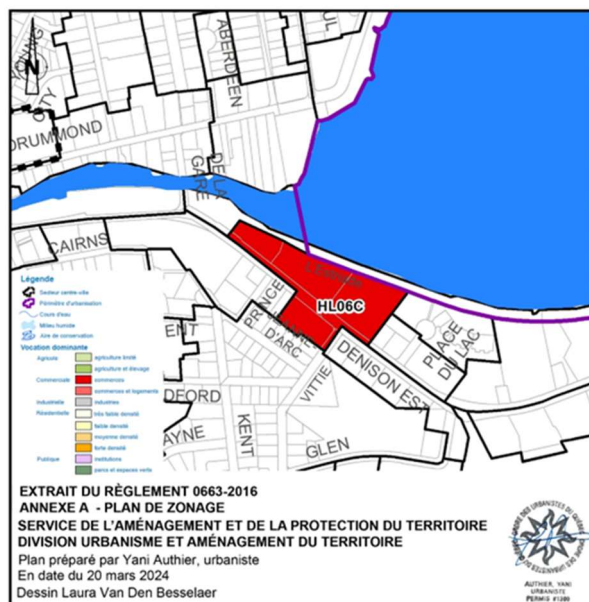 N
UL
ABERDEEN
YOUNG
DRUMMOND
DE LA
GARE
CAIRNS
HL06C
PRINCE
D'ARC
PLACE
DU LAC
DENISON EST
VITTIE
KENT
GLEN
Légende
Secteur centre-ville
Périmètre d'urbanisation
Cours d'eau
Milieu humide
Aire de conservation
Vocation dominante
Agricole
agriculture limité
agriculture et élevage
Commerciale
commerces
commerces et logements
Industrielle
industries
Résidentielle
très faible densité
faible densité
moyenne densité
forte densité
Publique
institutions
parcs et espaces verts
ENT
DFORD
AYNE
EXTRAIT DU RÈGLEMENT 0663-2016
ANNEXE A - PLAN DE ZONAGE
SERVICE DE L'AMÉNAGEMENT ET DE LA PROTECTION DU TERRITOIRE
DIVISION URBANISME ET AMÉNAGEMENT DU TERRITOIRE
Plan préparé par Yani Authier, urbaniste
En date du 20 mars 2024
Dessin Laura Van Den Besselaer
AUTHIER, YANI
URBANISTE